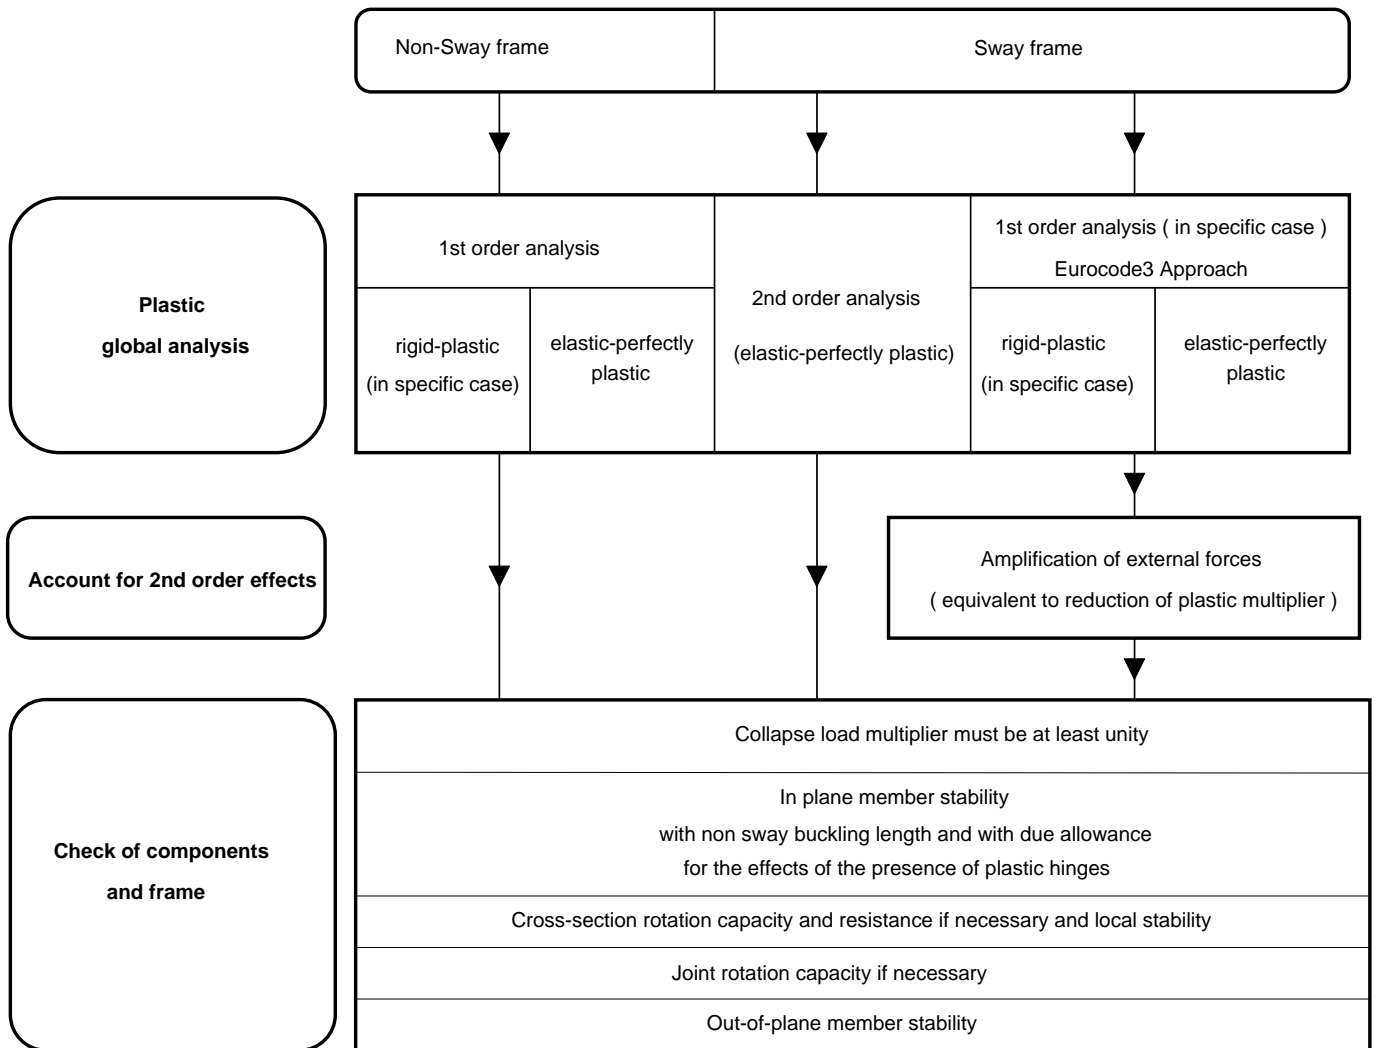 Non-Sway frame
Sway frame
Plastic
global analysis
1st order analysis
rigid-plastic
(in specific case)
elastic-perfectly
plastic
2nd order analysis
(elastic-perfectly plastic)
1st order analysis ( in specific case )
Eurocode3 Approach
rigid-plastic
(in specific case)
elastic-perfectly
plastic
Account for 2nd order effects
Amplification of external forces
( equivalent to reduction of plastic multiplier )
Check of components
and frame
Collapse load multiplier must be at least unity
In plane member stability
with non sway buckling length and with due allowance
for the effects of the presence of plastic hinges
Cross-section rotation capacity and resistance if necessary and local stability
Joint rotation capacity if necessary
Out-of-plane member stability